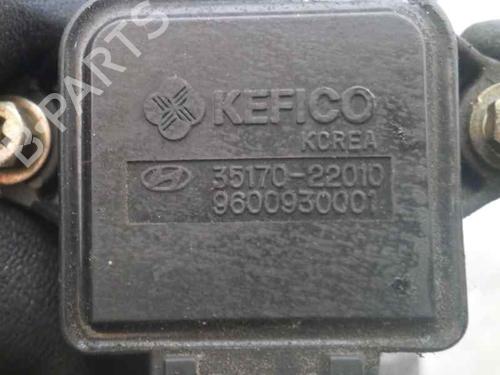 KEFICO
KOREA
35170-22010
9600930001
B PARTS